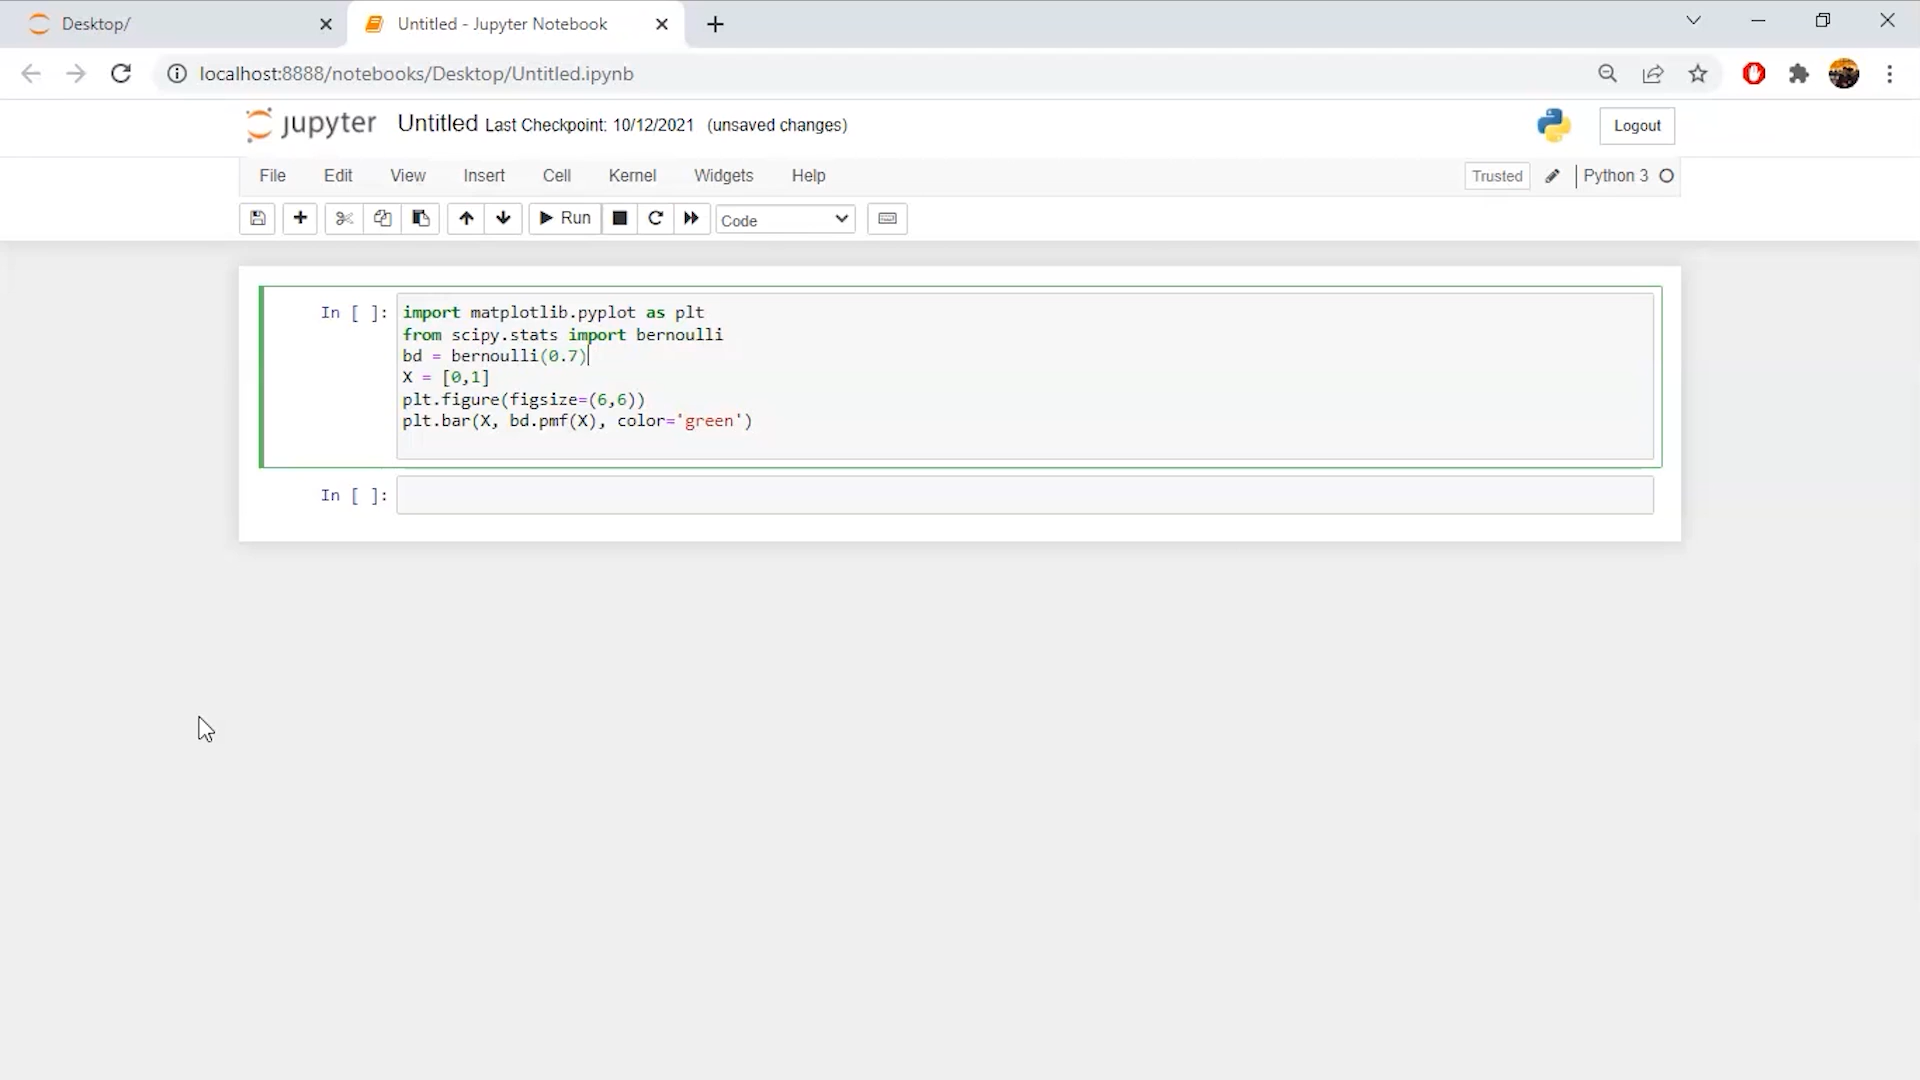 Desktop/
Untitled - Jupyter Notebook
localhost:8888/notebooks/Desktop/Untitled.ipynb
jupyter Untitled Last Checkpoint: 10/12/2021 (unsaved changes)
Logout
File Edit View Insert Cell Kernel Widgets Help
Trusted
Python 3
Run
Code
In [ ]:
import matplotlib.pyplot as plt
from scipy.stats import bernoulli
bd = bernoulli(0.7)
X = [0,1]
plt.figure(figsize=(6,6))
plt.bar(X, bd.pmf(X), color='green')
In [ ]: